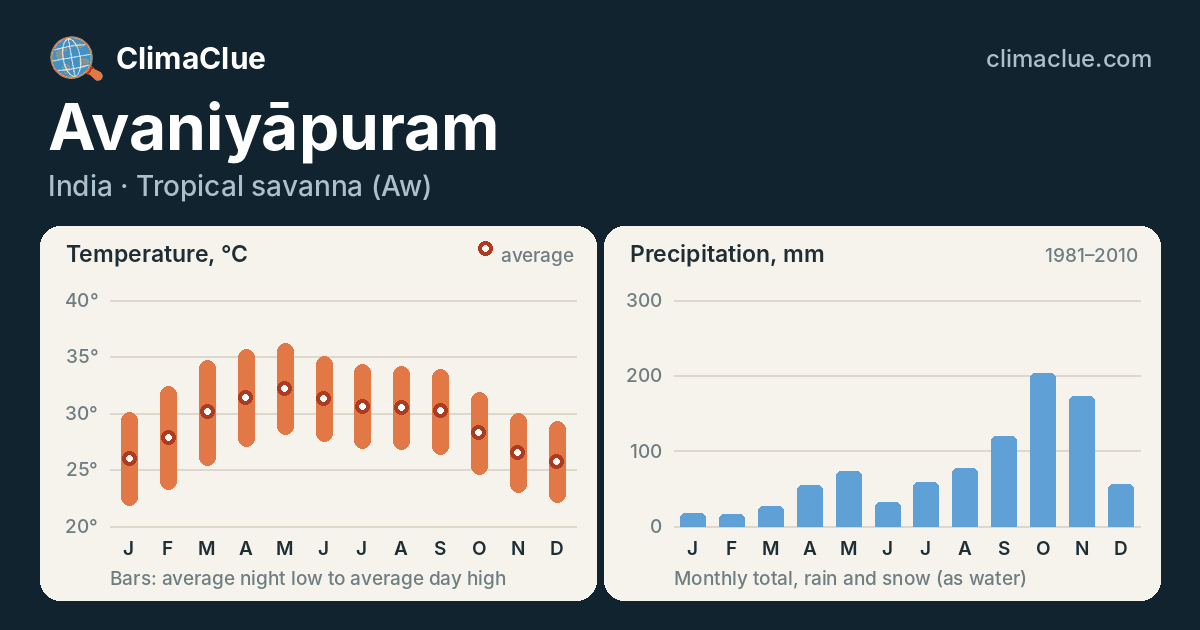 ClimaClue
climaclue.com
Avaniyāpuram
India · Tropical savanna (Aw)
Temperature, °C
average
40°
35°
30°
25°
20°
J F M A M J J A S O N D
Bars: average night low to average day high
Precipitation, mm
1981–2010
300
200
100
0
J F M A M J J A S O N D
Monthly total, rain and snow (as water)